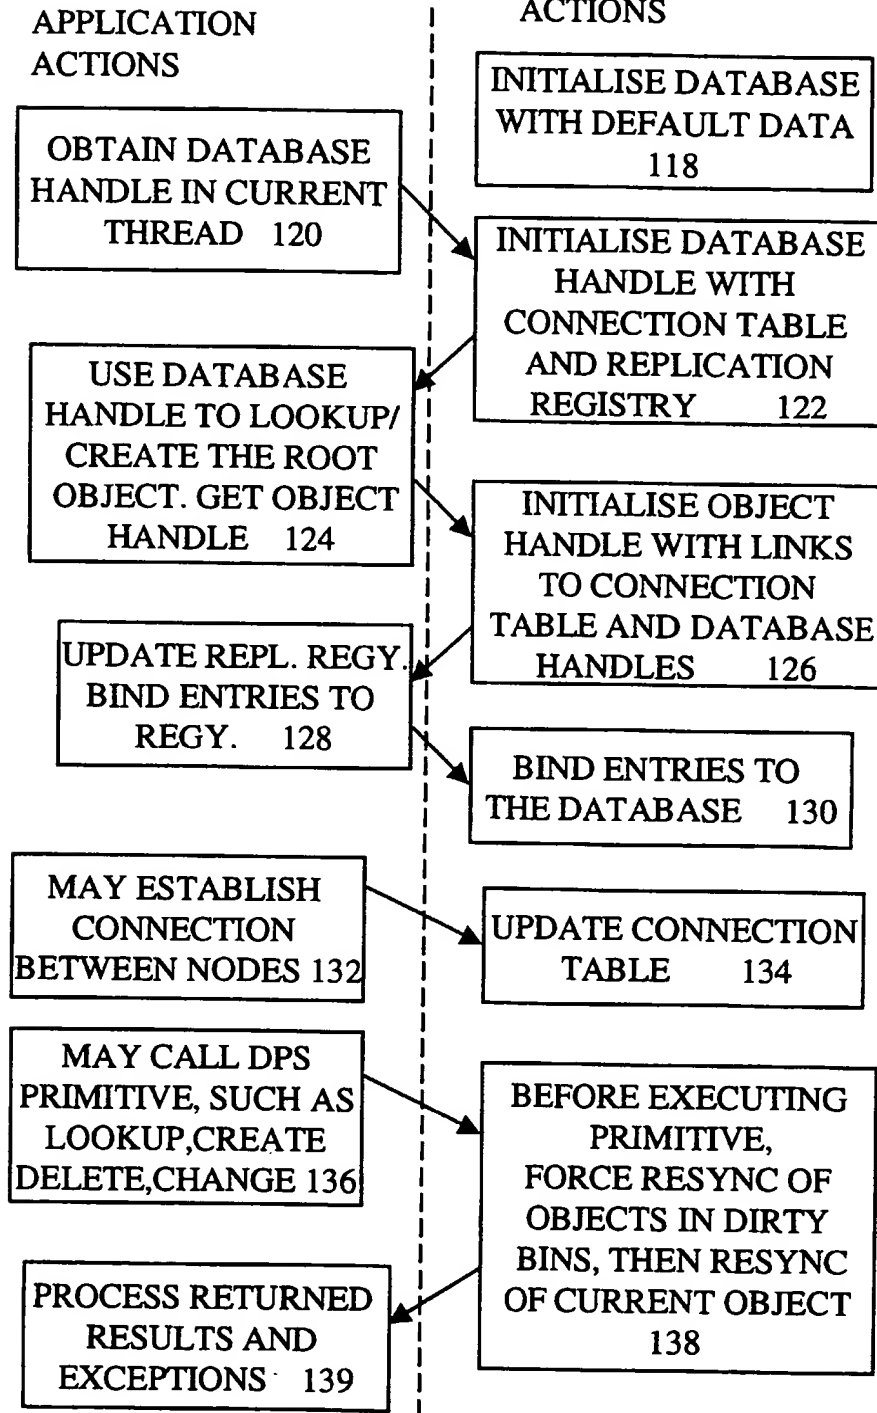 APPLICATION
ACTIONS
ACTIONS
INITIALISE DATABASE
WITH DEFAULT DATA
118
OBTAIN DATABASE
HANDLE IN CURRENT
THREAD 120
INITIALISE DATABASE
HANDLE WITH
CONNECTION TABLE
AND REPLICATION
REGISTRY 122
USE DATABASE
HANDLE TO LOOKUP/
CREATE THE ROOT
OBJECT. GET OBJECT
HANDLE 124
INITIALISE OBJECT
HANDLE WITH LINKS
TO CONNECTION
TABLE AND DATABASE
HANDLES 126
UPDATE REPL. REGY.
BIND ENTRIES TO
REGY. 128
BIND ENTRIES TO
THE DATABASE 130
MAY ESTABLISH
CONNECTION
BETWEEN NODES 132
UPDATE CONNECTION
TABLE 134
MAY CALL DPS
PRIMITIVE, SUCH AS
LOOKUP,CREATE
DELETE,CHANGE 136
BEFORE EXECUTING
PRIMITIVE,
FORCE RESYNC OF
OBJECTS IN DIRTY
BINS, THEN RESYNC
OF CURRENT OBJECT
138
PROCESS RETURNED
RESULTS AND
EXCEPTIONS 139